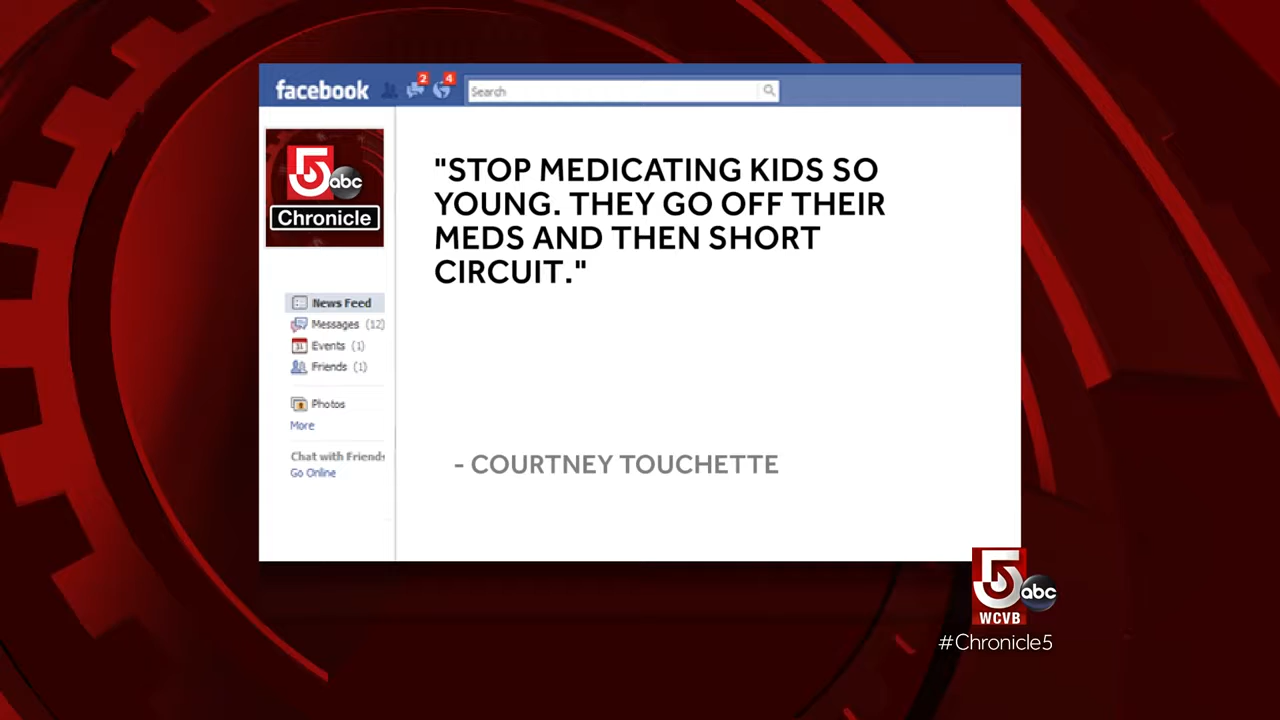 facebook
2
4
Search
5 abc
Chronicle
News Feed
Messages (12)
Events (1)
Friends (1)
Photos
More
Chat with Friends
Go Online
"STOP MEDICATING KIDS SO
YOUNG. THEY GO OFF THEIR
MEDS AND THEN SHORT
CIRCUIT."
- COURTNEY TOUCHETTE
5 abc
WCVB
#Chronicle5